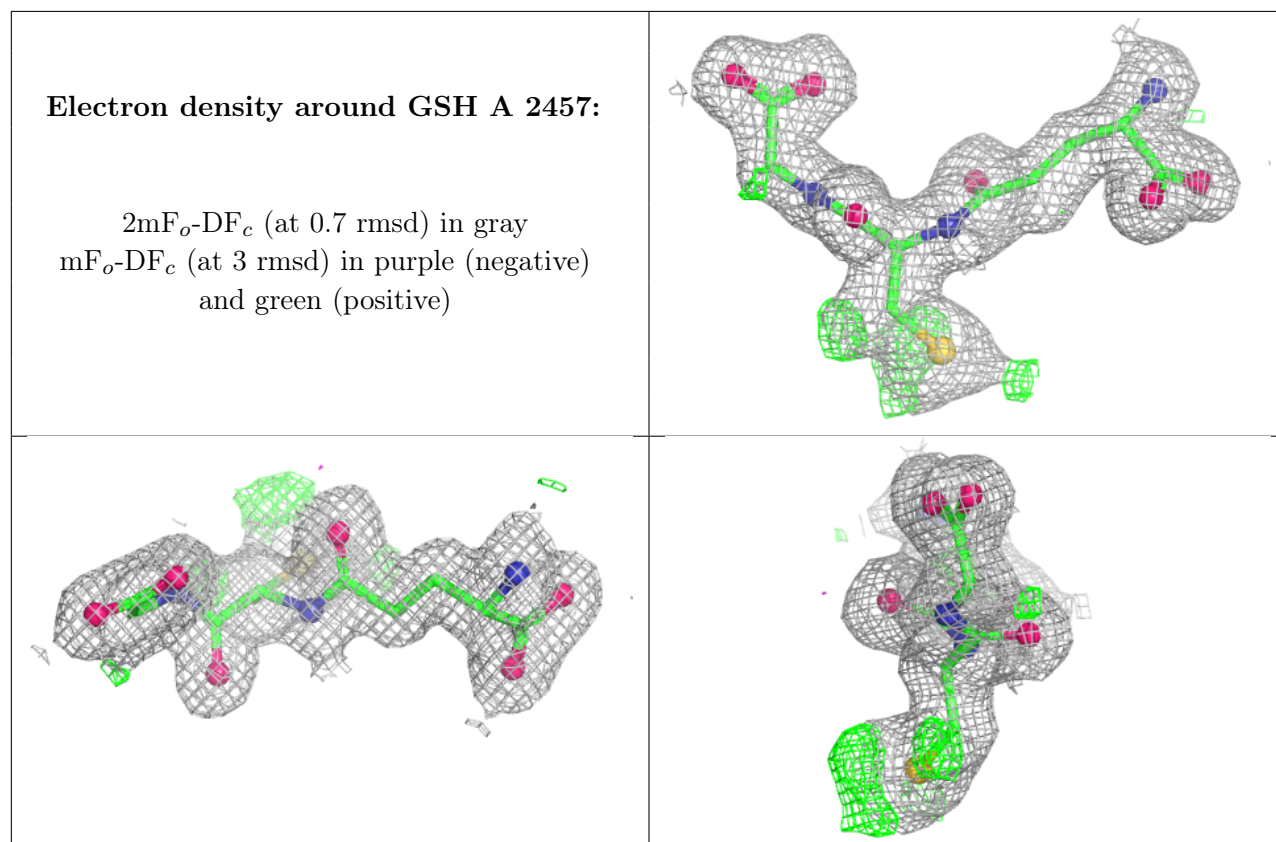 Electron density around GSH A 2457:
2mFo-DFc (at 0.7 rmsd) in gray
mFo-DFc (at 3 rmsd) in purple (negative)
and green (positive)